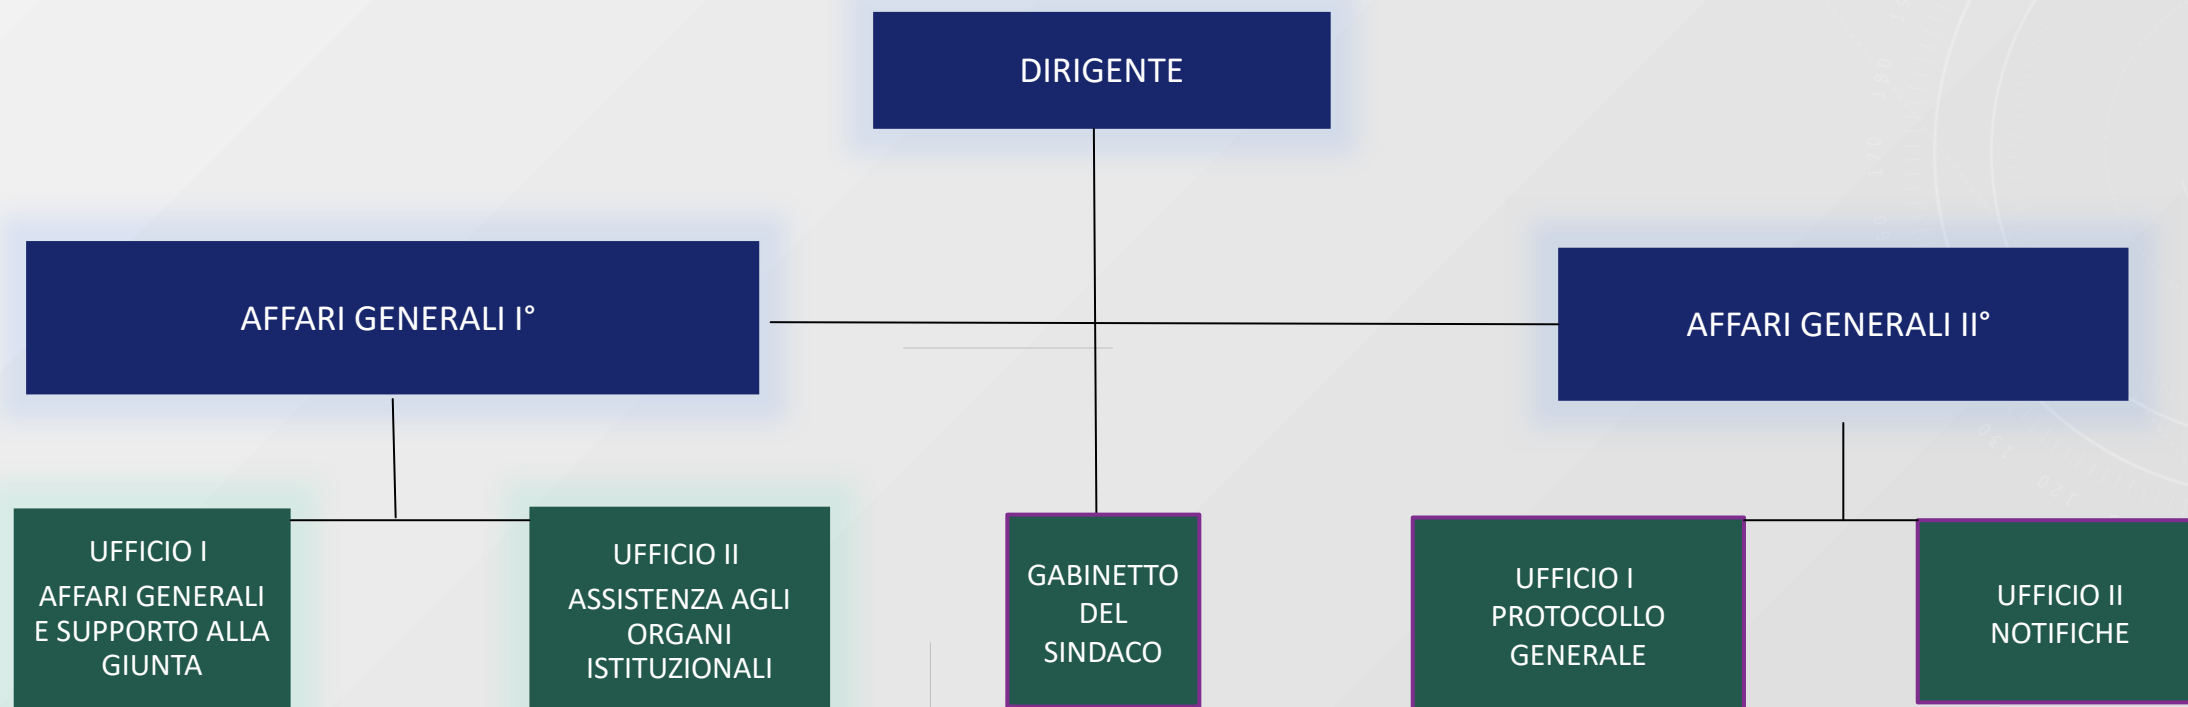 DIRIGENTE
AFFARI GENERALI I°
AFFARI GENERALI II°
UFFICIO I
AFFARI GENERALI
E SUPPORTO ALLA
GIUNTA
UFFICIO II
ASSISTENZA AGLI
ORGANI
ISTITUZIONALI
GABINETTO
DEL
SINDACO
UFFICIO I
PROTOCOLLO
GENERALE
UFFICIO II
NOTIFICHE